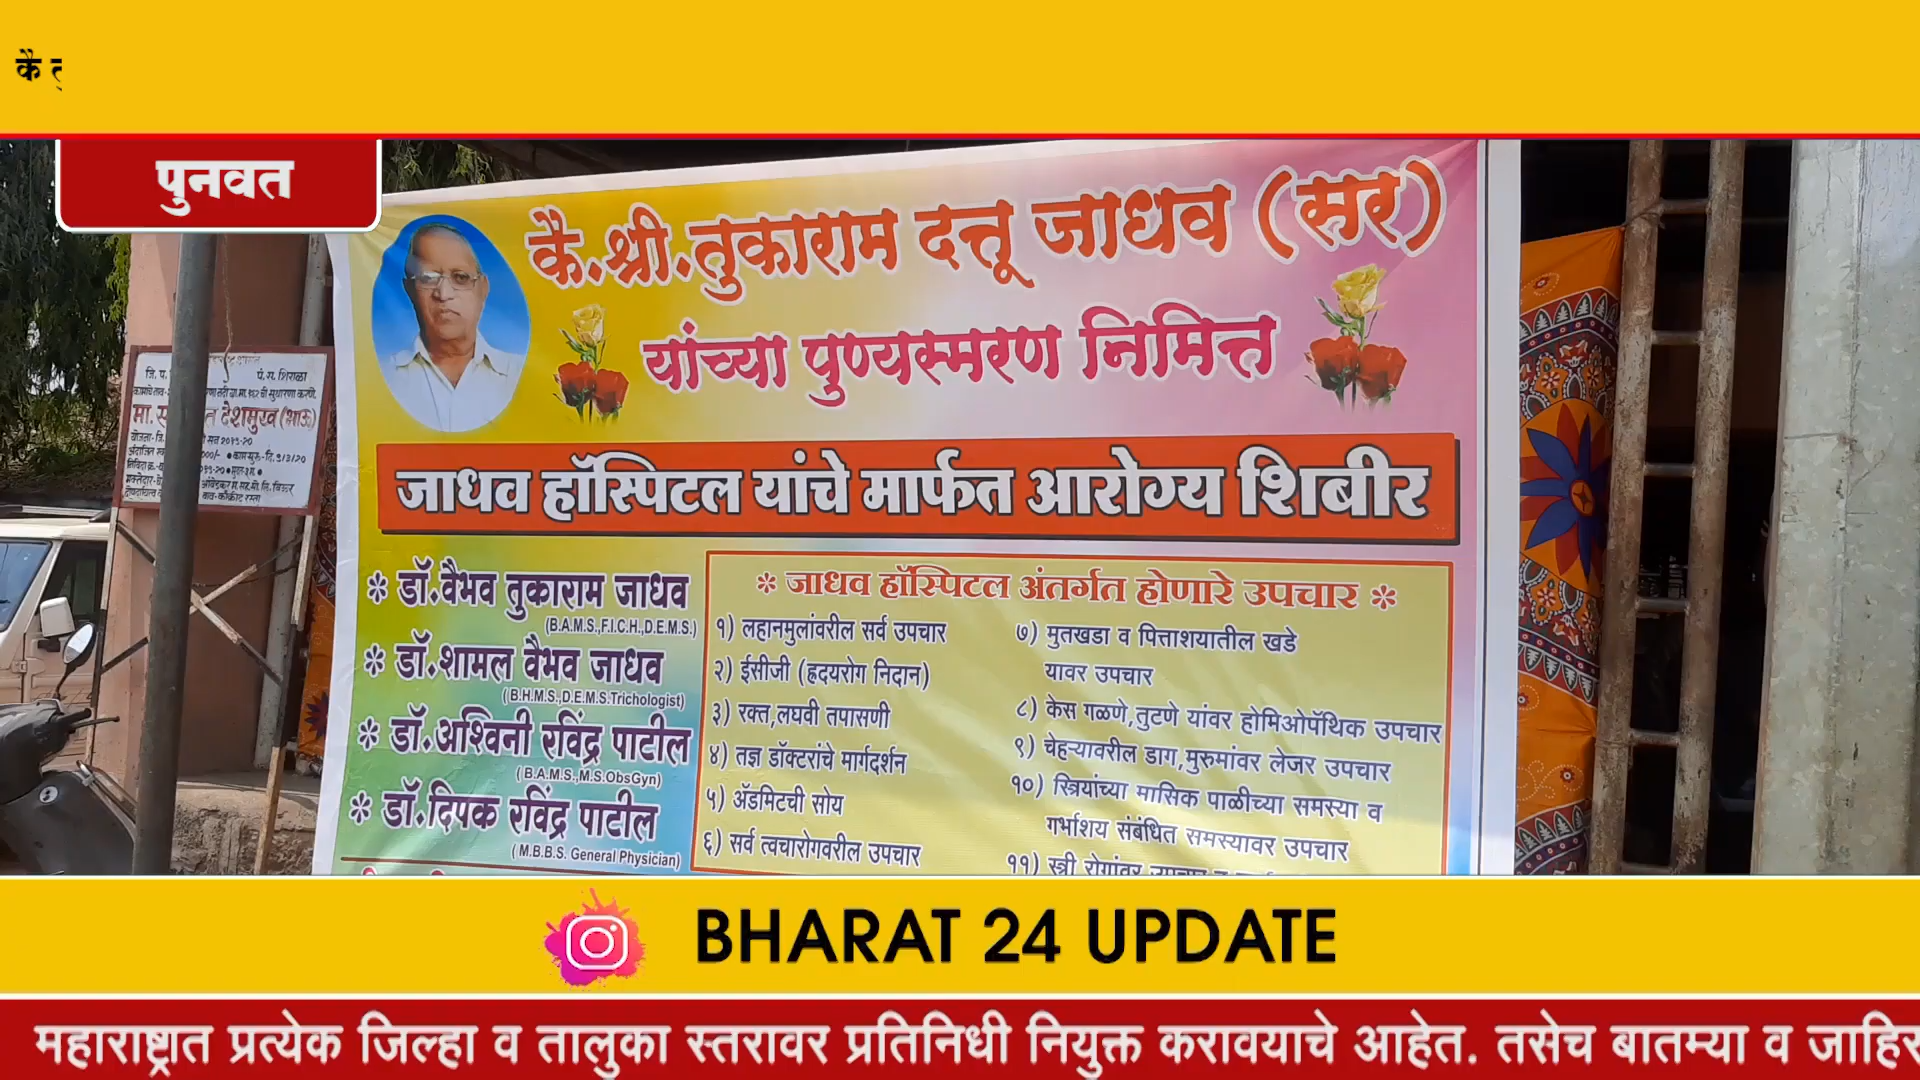 कै
पुनवत
कै.श्री.तुकाराम दत्तू जाधव (सर)
यांच्या पुण्यस्मरण निमित्त
जाधव हॉस्पिटल यांचे मार्फत आरोग्य शिबीर
* डॉ.वैभव तुकाराम जाधव
(B.A.M.S.,F.I.C.H.,D.E.M.S.)
* डॉ.शामल वैभव जाधव
(B.H.M.S.,D.E.M.S.Trichologist)
* डॉ.अश्विनी रविंद्र पाटील
(B.A.M.S.,M.S.ObsGyn)
* डॉ.दिपक रविंद्र पाटील
(M.B.B.S. General Physician)
* जाधव हॉस्पिटल अंतर्गत होणारे उपचार *
१) लहानमुलांवरील सर्व उपचार
२) ईसीजी (ह्रदयरोग निदान)
३) रक्त,लघवी तपासणी
४) तज्ञ डॉक्टरांचे मार्गदर्शन
५) ॲडमिटची सोय
६) सर्व त्वचारोगवरील उपचार
७) मुतखडा व पित्ताशयातील खडे
यावर उपचार
८) केस गळणे,तुटणे यांवर होमिओपॅथिक उपचार
९) चेहऱ्यावरील डाग,मुरुमांवर लेजर उपचार
१०) स्त्रियांच्या मासिक पाळीच्या समस्या व
गर्भाशय संबंधित समस्यावर उपचार
११) स्त्री रोगांवर
जि. प.
पं. स. शिराळा
मा. देशमुख (भाऊ)
BHARAT 24 UPDATE
महाराष्ट्रात प्रत्येक जिल्हा व तालुका स्तरावर प्रतिनिधी नियुक्त करावयाचे आहेत. तसेच बातम्या व जाहिर